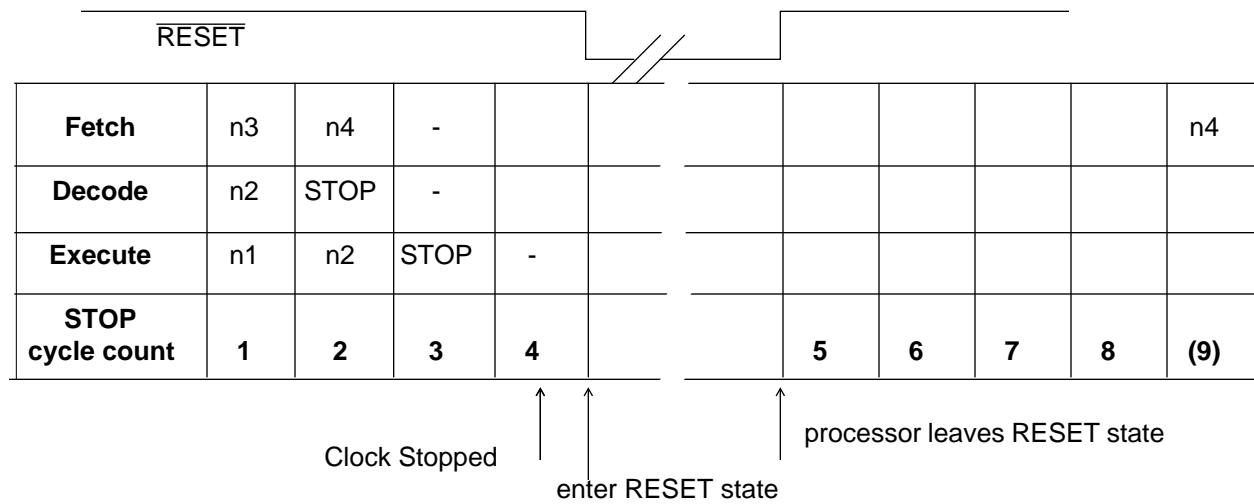 RESET
Fetch n3 n4 - n4
Decode n2 STOP -
Execute n1 n2 STOP -
STOP
cycle count 1 2 3 4 5 6 7 8 (9)
processor leaves RESET state
Clock Stopped
enter RESET state